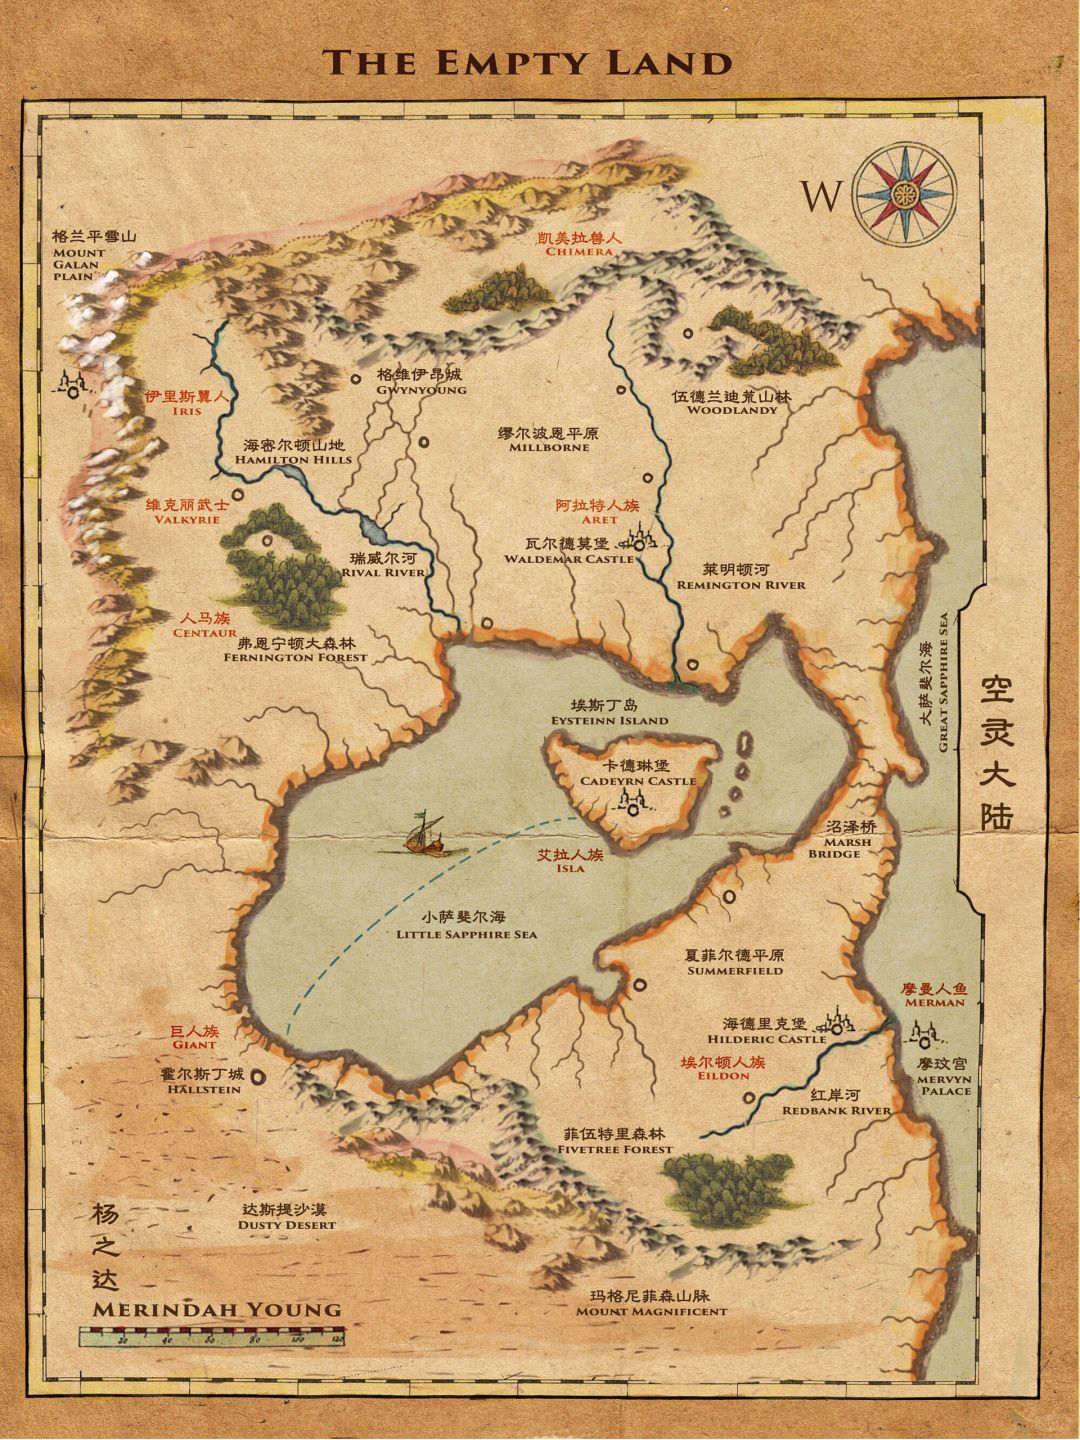 THE EMPTY LAND
W
格兰平雪山
MOUNT
GALAN
PLAIN
凯美拉兽人
CHIMERA
伊里斯翼人
IRIS
格维伊昂城
GWYNYOUNG
伍德兰迪荒山林
WOODLANDY
海密尔顿山地
HAMILTON HILLS
缪尔波恩平原
MILLBORNE
维克丽武士
VALKYRIE
阿拉特人族
ARET
瓦尔德莫堡
WALDEMAR CASTLE
瑞威尔河
RIVAL RIVER
莱明顿河
REMINGTON RIVER
人马族
CENTAUR
弗恩宁顿大森林
FERNINGTON FOREST
大萨斐尔海
GREAT SAPPHIRE SEA
空灵大陆
埃斯丁岛
EYSTEINN ISLAND
卡德琳堡
CADEYRN CASTLE
沼泽桥
MARSH
BRIDGE
艾拉人族
ISLA
小萨斐尔海
LITTLE SAPPHIRE SEA
夏菲尔德平原
SUMMERFIELD
摩曼人鱼
MERMAN
海德里克堡
HILDERIC CASTLE
巨人族
GIANT
霍尔斯丁城
HALLSTEIN
埃尔顿人族
EILDON
摩玟宫
MERVYN
PALACE
红岸河
REDBANK RIVER
菲伍特里森林
FIVETREE FOREST
达斯提沙漠
DUSTY DESERT
杨之达
MERINDAH YOUNG
20 40 60 80 100 120
玛格尼菲森山脉
MOUNT MAGNIFICENT